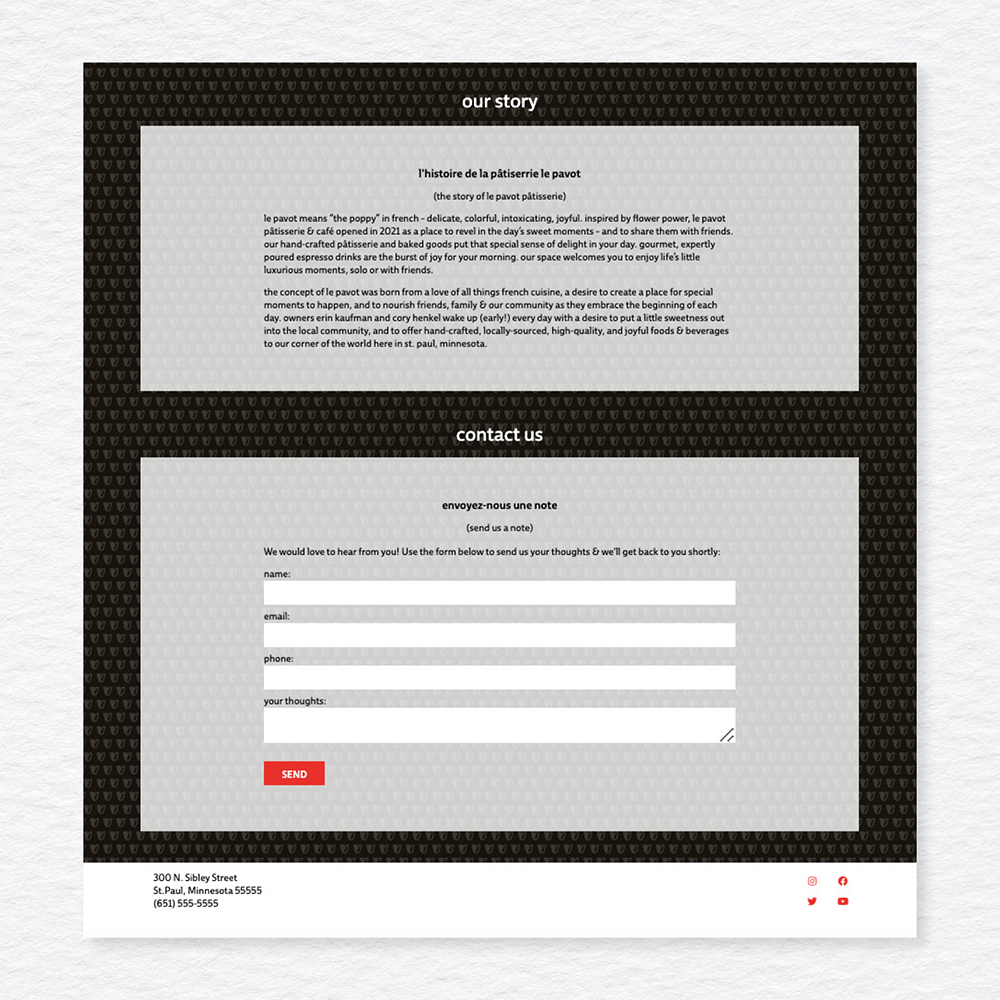 our story
l'histoire de la pâtiserrie le pavot
(the story of le pavot pâtisserie)
le pavot means “the poppy” in french – delicate, colorful, intoxicating, joyful. inspired by flower power, le pavot
pâtisserie & café opened in 2021 as a place to revel in the day’s sweet moments – and to share them with friends.
our hand-crafted pâtisserie and baked goods put that special sense of delight in your day. gourmet, expertly
poured espresso drinks are the burst of joy for your morning. our space welcomes you to enjoy life’s little
luxurious moments, solo or with friends.
the concept of le pavot was born from a love of all things french cuisine, a desire to create a place for special
moments to happen, and to nourish friends, family & our community as they embrace the beginning of each
day. owners erin kaufman and cory henkel wake up (early!) every day with a desire to put a little sweetness out
into the local community, and to offer hand-crafted, locally-sourced, high-quality, and joyful foods & beverages
to our corner of the world here in st. paul, minnesota.
contact us
envoyez-nous une note
(send us a note)
We would love to hear from you! Use the form below to send us your thoughts & we’ll get back to you shortly:
name:
email:
phone:
your thoughts:
SEND
300 N. Sibley Street
St.Paul, Minnesota 55555
(651) 555-5555